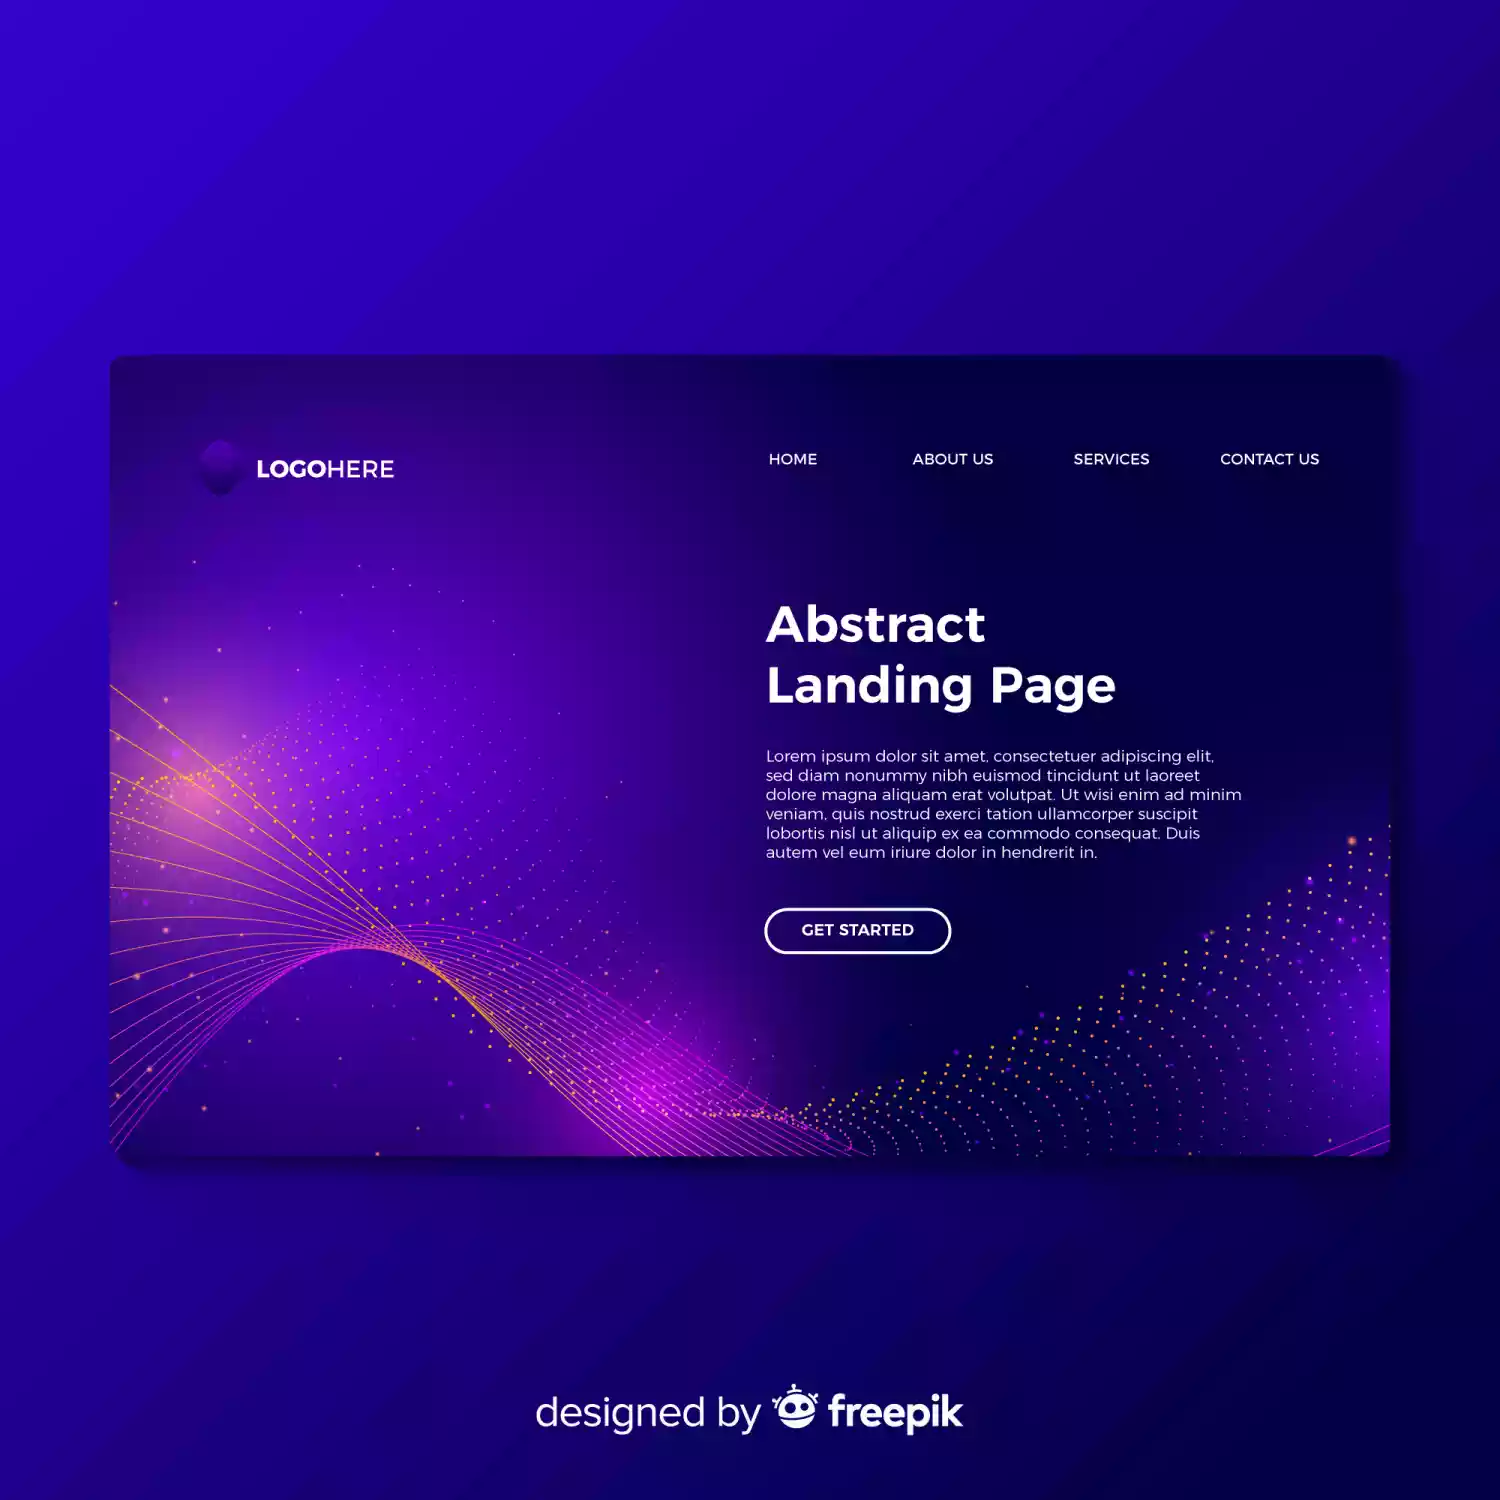 LOGOHERE
HOME ABOUT US SERVICES CONTACT US
Abstract
Landing Page
Lorem ipsum dolor sit amet, consectetuer adipiscing elit,
sed diam nonummy nibh euismod tincidunt ut laoreet
dolore magna aliquam erat volutpat. Ut wisi enim ad minim
veniam, quis nostrud exerci tation ullamcorper suscipit
lobortis nisl ut aliquip ex ea commodo consequat. Duis
autem vel eum iriure dolor in hendrerit in.
GET STARTED
designed by freepik